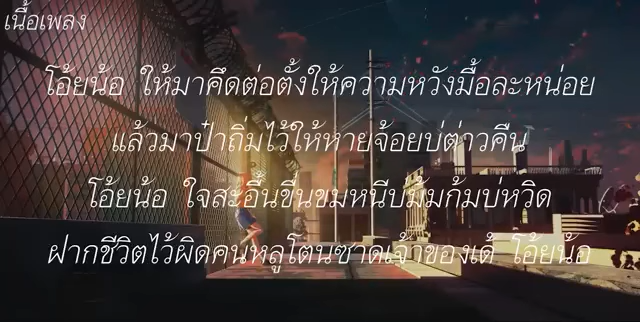 เนื้อเพลง
โอ้ยน้อ ให้มาคึดต่อตั้งให้ความหวังมื้อละหน่อย
แล้วมาป๋าถิ่มไว้ให้หายจ้อยบ่ต่าวคืน
โอ้ยน้อ ใจสะอื้นขื่นขมหนีบ่มีมก้มบ่หวิด
ฝากชีวิตไว้ผิดคนหลูโตนซาดเจ้าของเด้ โอ้ยน้อ